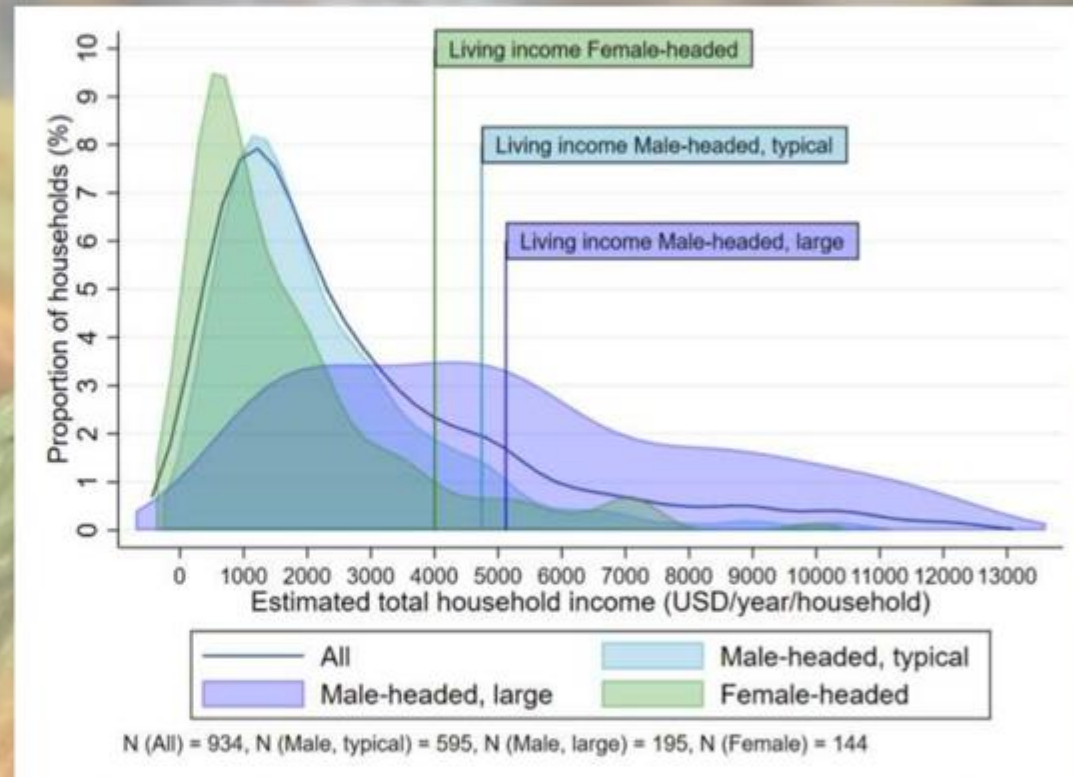 Living income Female-headed
Living income Male-headed, typical
Living income Male-headed, large
Proportion of households (%)
10
9
8
7
6
5
4
3
2
1
0
0 1000 2000 3000 4000 5000 6000 7000 8000 9000 10000 11000 12000 13000
Estimated total household income (USD/year/household)
All Male-headed, typical
Male-headed, large Female-headed
N (All) = 934, N (Male, typical) = 595, N (Male, large) = 195, N (Female) = 144